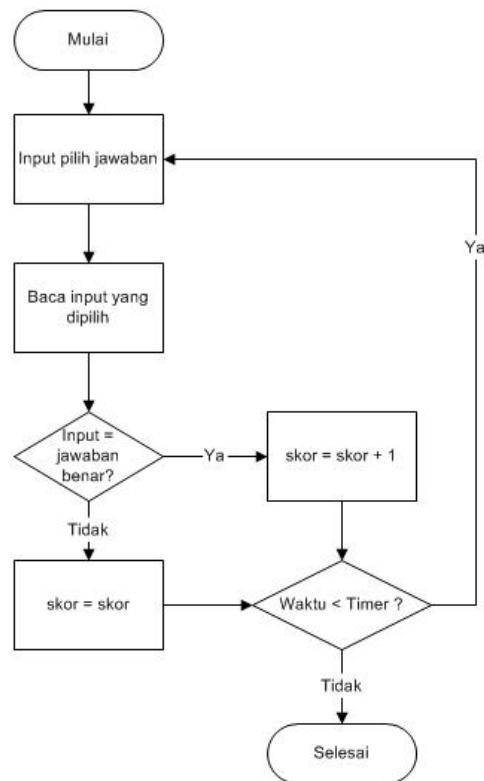 Mulai
Input pilih jawaban
Ya
Baca input yang
dipilih
Input =
jawaban
benar?
Ya
skor = skor + 1
Tidak
skor = skor
Waktu < Timer ?
Tidak
Selesai